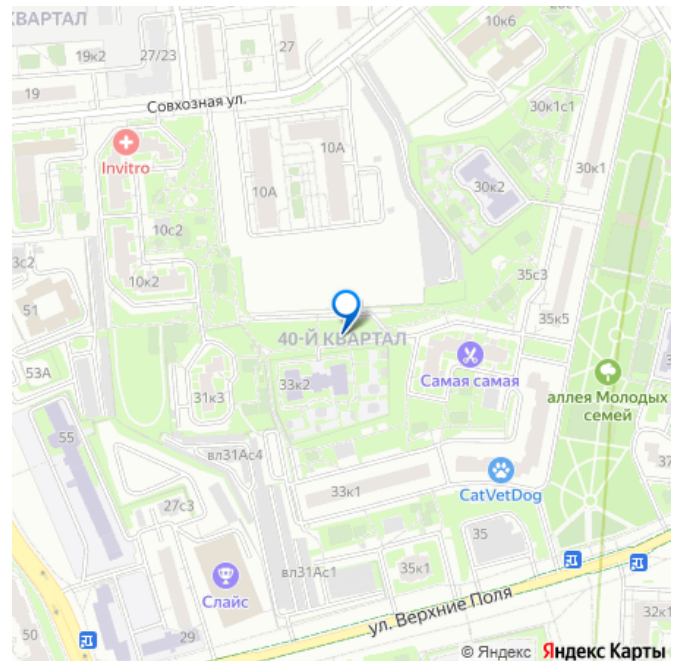 КВАРТАЛ
10к6
19к2
27/23
27
19
Совхозная ул.
30к1с1
Invitro
10А
10А
30к1
30к2
10с2
3с2
10к2
35с3
51
35к5
40-Й КВАРТАЛ
53А
31к3
33к2
Самая самая
аллея Молодых
семей
55
вл31Ас4
27с3
33к1
CatVetDog
37
35
вл31Ас1
35к1
Слайс
ул. Верхние Поля
32к1
50
29
© Яндекс Яндекс Карты